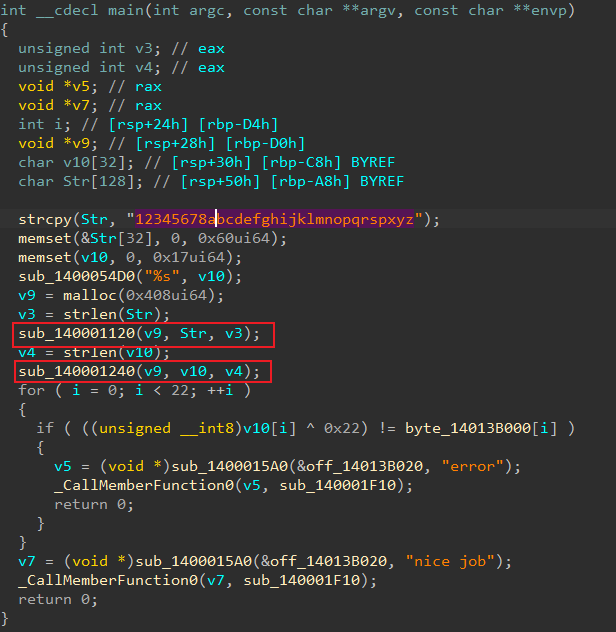 int __cdecl main(int argc, const char **argv, const char **envp)
{
  unsigned int v3; // eax
  unsigned int v4; // eax
  void *v5; // rax
  void *v7; // rax
  int i; // [rsp+24h] [rbp-D4h]
  void *v9; // [rsp+28h] [rbp-D0h]
  char v10[32]; // [rsp+30h] [rbp-C8h] BYREF
  char Str[128]; // [rsp+50h] [rbp-A8h] BYREF

  strcpy(Str, "12345678abcdefghijklmnopqrspxyz");
  memset(&Str[32], 0, 0x60ui64);
  memset(v10, 0, 0x17ui64);
  sub_1400054D0("%s", v10);
  v9 = malloc(0x408ui64);
  v3 = strlen(Str);
  sub_140001120(v9, Str, v3);
  v4 = strlen(v10);
  sub_140001240(v9, v10, v4);
  for ( i = 0; i < 22; ++i )
  {
    if ( ((unsigned __int8)v10[i] ^ 0x22) != byte_14013B000[i] )
    {
      v5 = (void *)sub_1400015A0(&off_14013B020, "error");
      _CallMemberFunction0(v5, sub_140001F10);
      return 0;
    }
  }
  v7 = (void *)sub_1400015A0(&off_14013B020, "nice job");
  _CallMemberFunction0(v7, sub_140001F10);
  return 0;
}